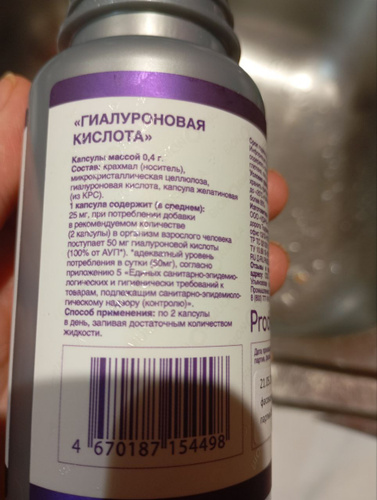 «ГИАЛУРОНОВАЯ
КИСЛОТА»
Капсулы массой 0,4 г.
Состав: крахмал (носитель),
микрокристаллическая целлюлоза,
гиалуроновая кислота, капсула желатиновая
(из КРС).
1 капсула содержит (в среднем):
25 мг, при потреблении добавки
в рекомендуемом количестве
(2 капсулы) в организм взрослого человека
поступает 50 мг гиалуроновой кислоты
(100% от АУП*). *адекватный уровень
потребления в сутки (50мг), согласно
приложению 5 «Единых санитарно-эпидемио-
логических и гигиенических требований к
товарам, подлежащим санитарно-эпидемиоло-
гическому надзору (контролю)».
Способ применения: по 2 капсулы
в день, запивая достаточным количеством
жидкости.
4 670187 154498